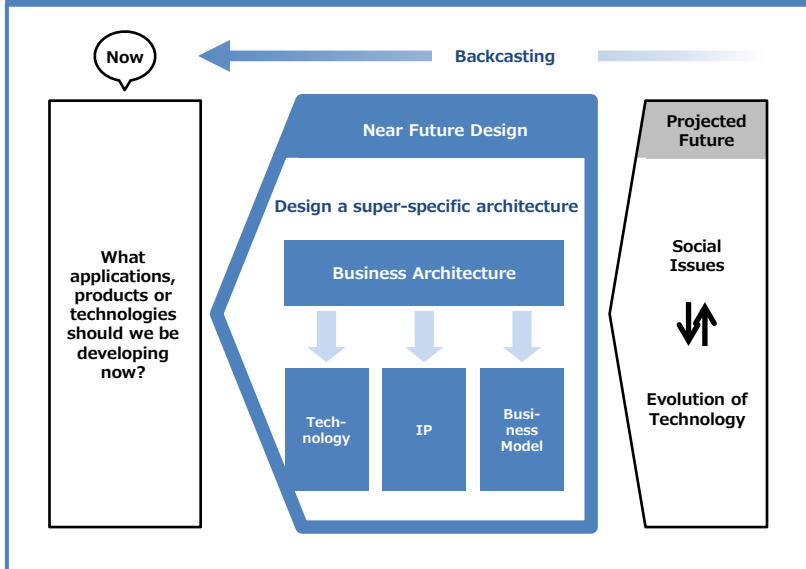 Now
Backcasting
What
applications,
products or
technologies
should we be
developing
now?
Near Future Design
Design a super-specific architecture
Business Architecture
Tech-
nology
IP
Busi-
ness
Model
Projected
Future
Social
Issues
Evolution of
Technology